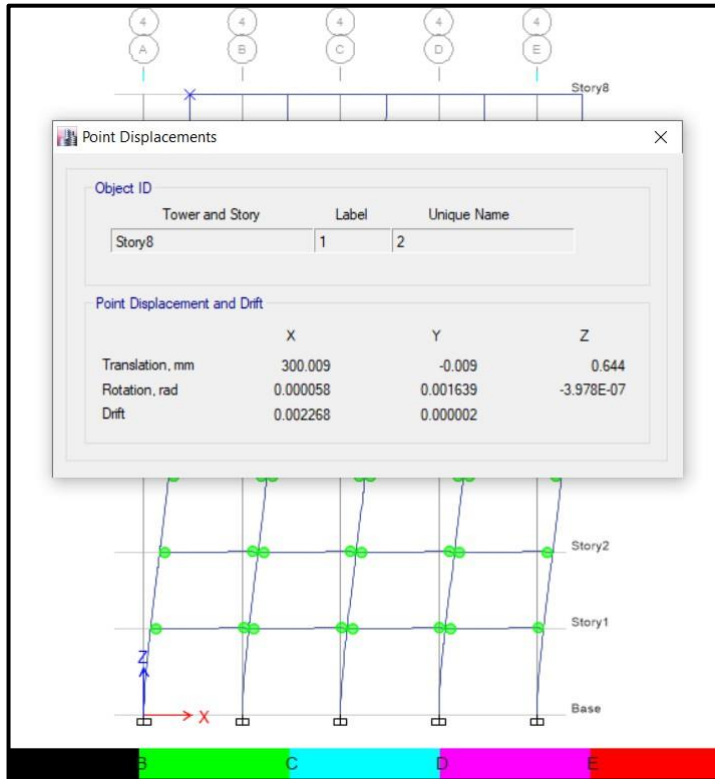 4 4 4 4 4
A B C D E
Story8
Point Displacements
Object ID
Tower and Story Label Unique Name
Story8 1 2
Point Displacement and Drift
X Y Z
Translation, mm 300.009 -0.009 0.644
Rotation, rad 0.000058 0.001639 -3.978E-07
Drift 0.002268 0.000002
Story2
Story1
Z
X
Base
B C D E